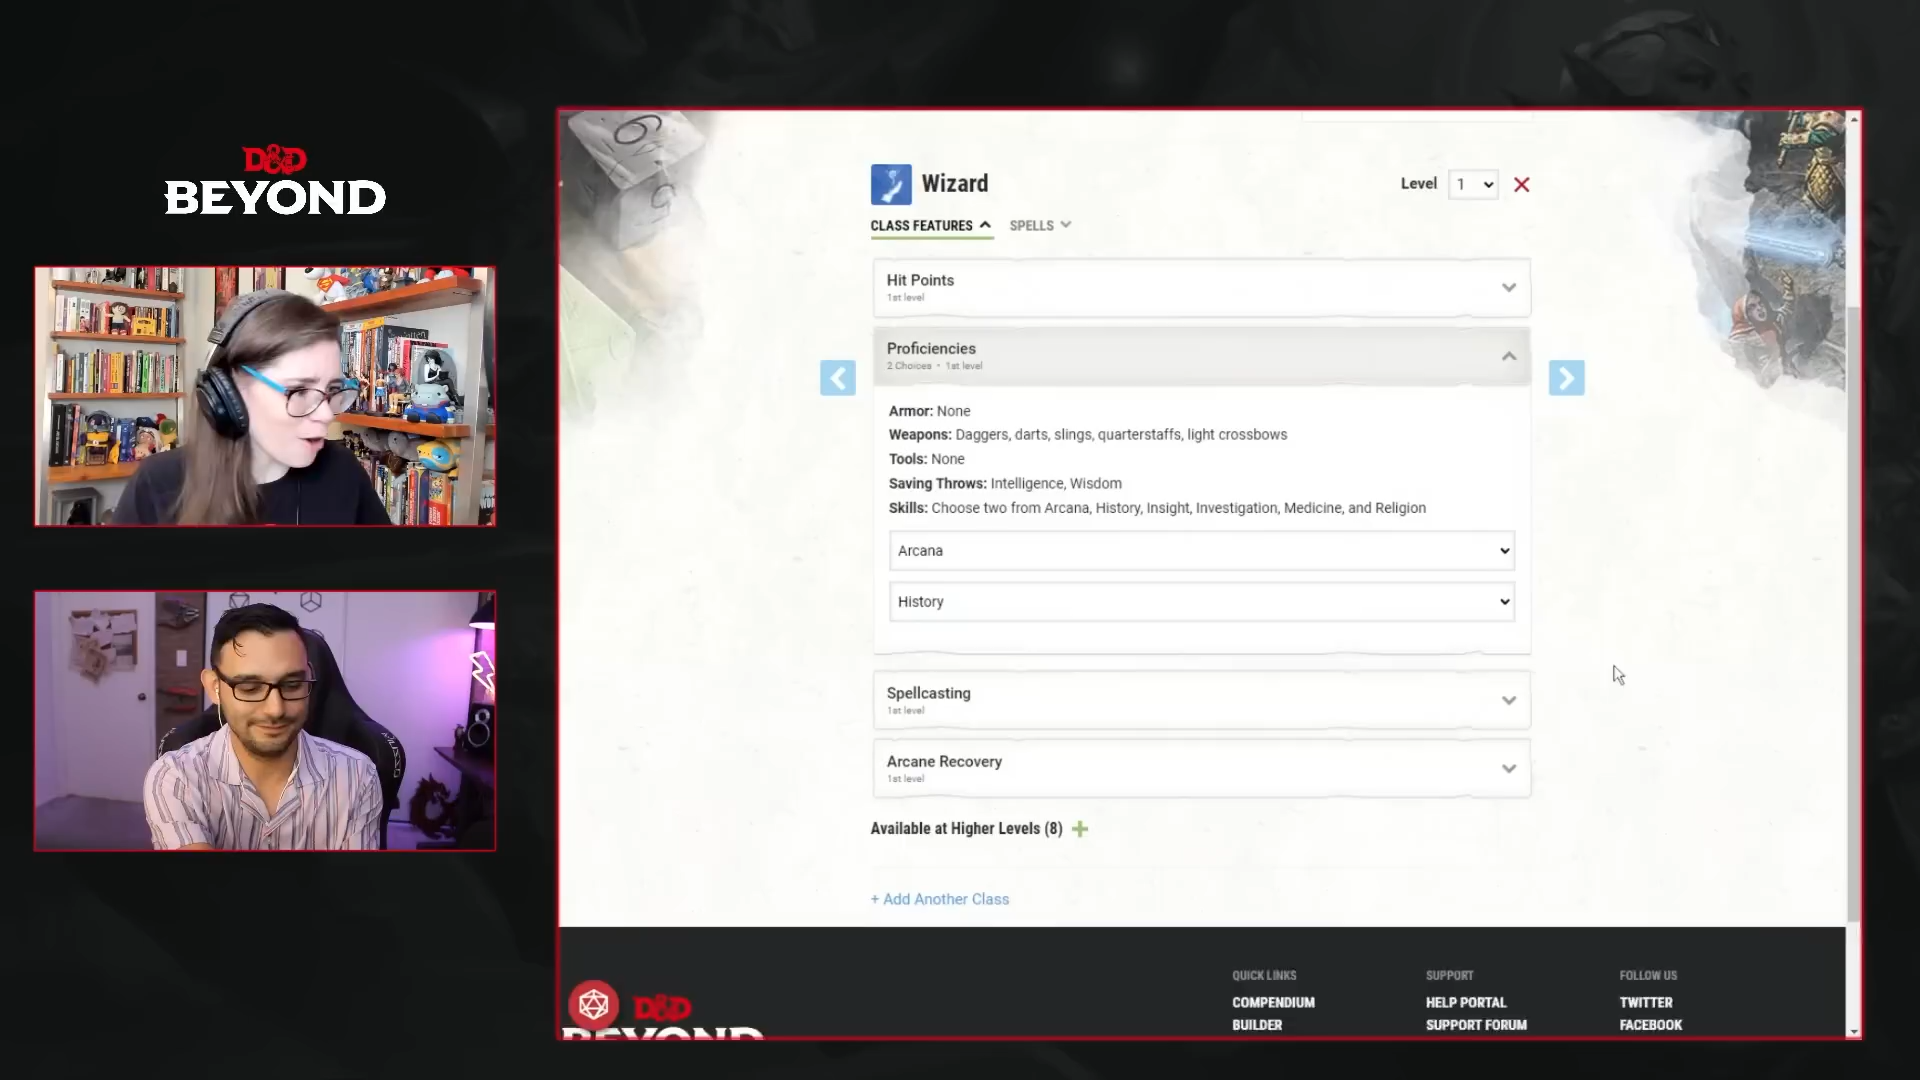 D&D
BEYOND
Wizard
Level 1
CLASS FEATURES SPELLS
Hit Points
1st level
Proficiencies
2 Choices • 1st level
Armor: None
Weapons: Daggers, darts, slings, quarterstaffs, light crossbows
Tools: None
Saving Throws: Intelligence, Wisdom
Skills: Choose two from Arcana, History, Insight, Investigation, Medicine, and Religion
Arcana
History
Spellcasting
1st level
Arcane Recovery
1st level
Available at Higher Levels (8)
+ Add Another Class
D&D
BEYOND
QUICK LINKS
COMPENDIUM
BUILDER
SUPPORT
HELP PORTAL
SUPPORT FORUM
FOLLOW US
TWITTER
FACEBOOK